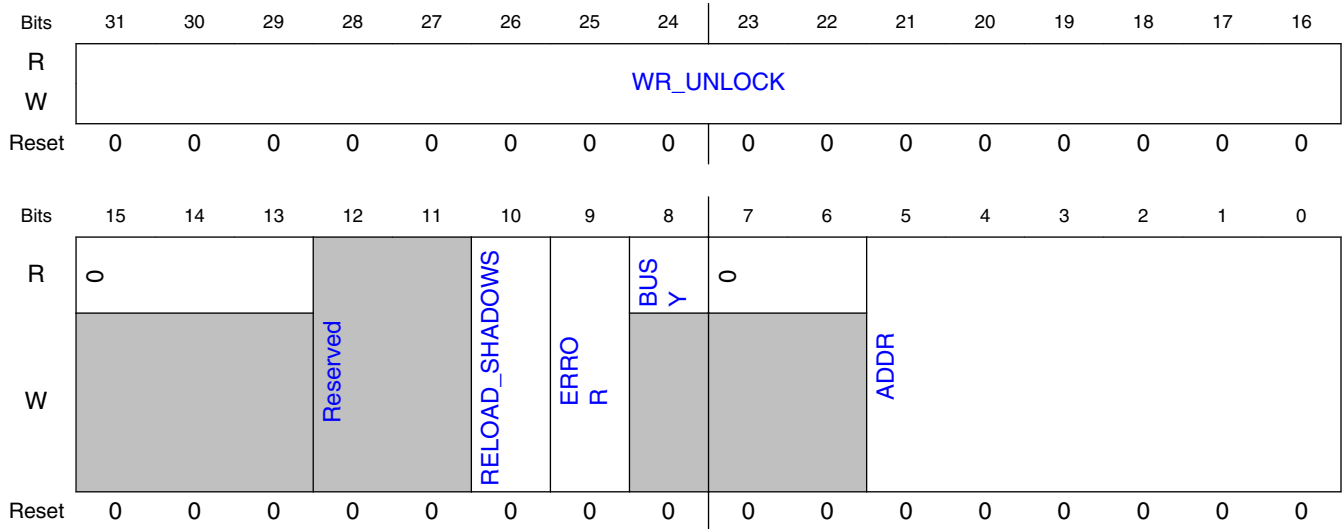 Bits 31 30 29 28 27 26 25 24 23 22 21 20 19 18 17 16
R
WR_UNLOCK
W
Reset 0 0 0 0 0 0 0 0 0 0 0 0 0 0 0 0
Bits 15 14 13 12 11 10 9 8 7 6 5 4 3 2 1 0
R 0 BUS
Y 0
W Reserved RELOAD_SHADOWS ERRO
R ADDR
Reset 0 0 0 0 0 0 0 0 0 0 0 0 0 0 0 0